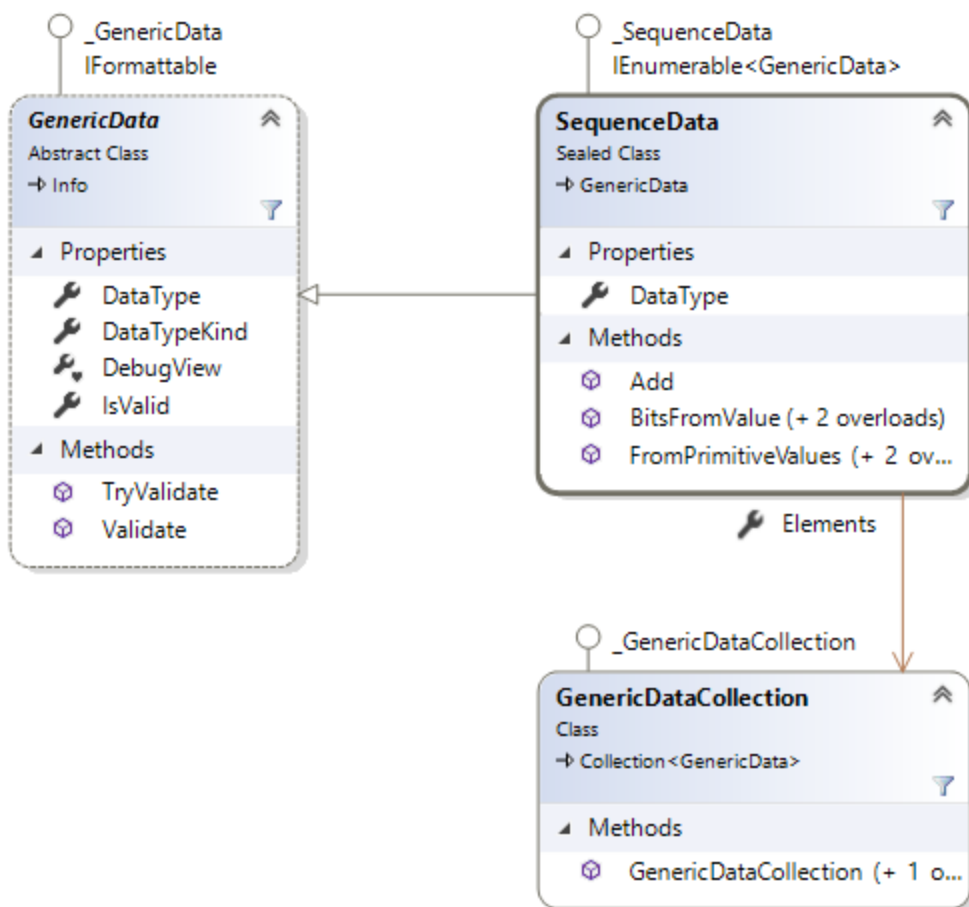 _GenericData
IFormattable
GenericData
Abstract Class
Info
Properties
DataType
DataTypeKind
DebugView
IsValid
Methods
TryValidate
Validate
_SequenceData
IEnumerable<GenericData>
SequenceData
Sealed Class
GenericData
Properties
DataType
Methods
Add
BitsFromValue (+ 2 overloads)
FromPrimitiveValues (+ 2 ov...
Elements
_GenericDataCollection
GenericDataCollection
Class
Collection<GenericData>
Methods
GenericDataCollection (+ 1 o...